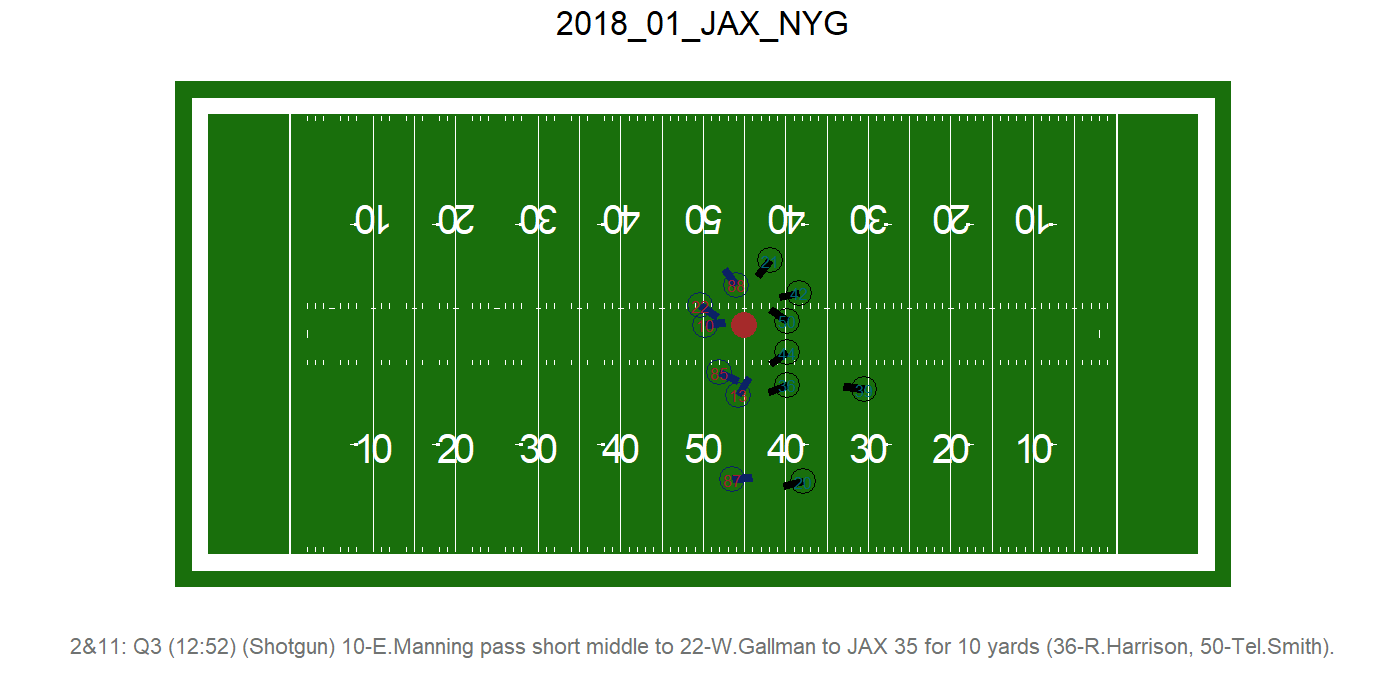 2018_01_JAX_NYG
10 20 30 40 50 40 30 20 10
10 20 30 40 50 40 30 20 10
87
2&11: Q3 (12:52) (Shotgun) 10-E.Manning pass short middle to 22-W.Gallman to JAX 35 for 10 yards (36-R.Harrison, 50-Tel.Smith).